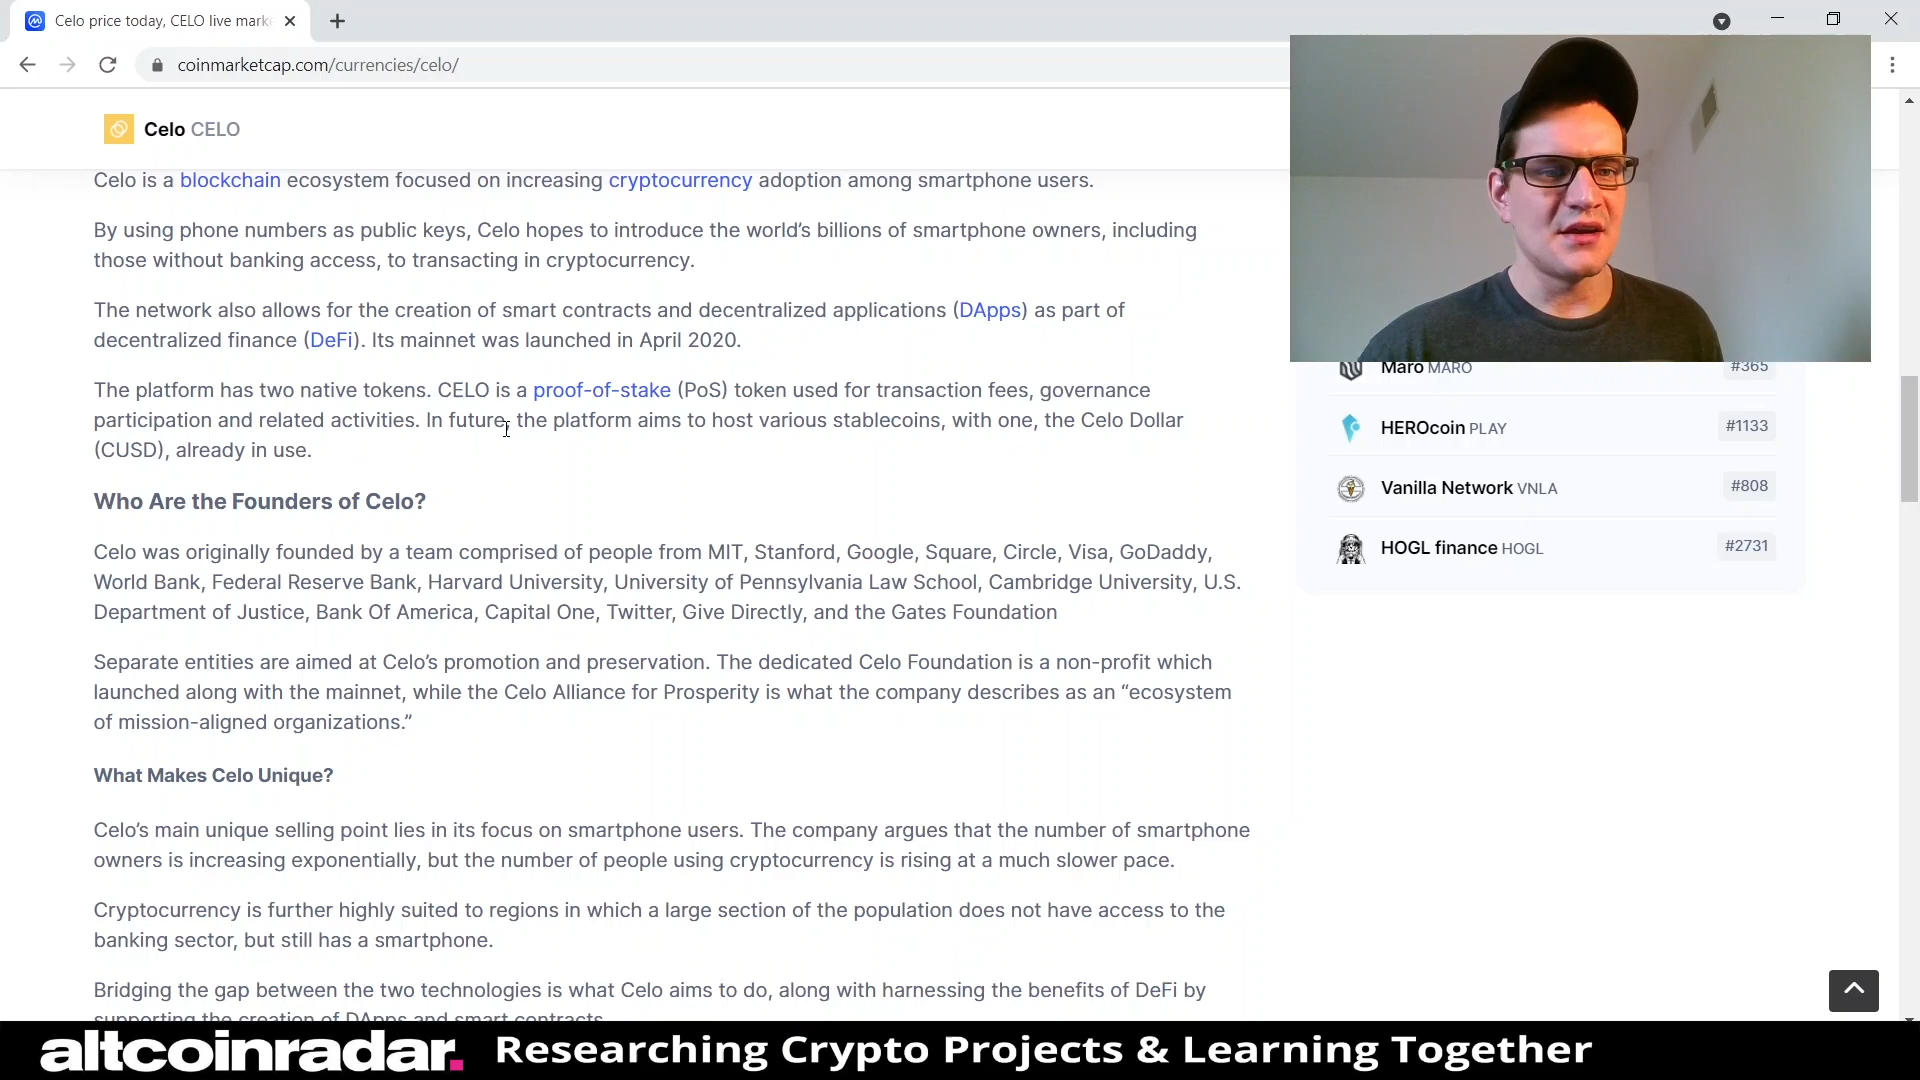 Celo price today, CELO live marke
coinmarketcap.com/currencies/celo/
Celo CELO
Celo is a blockchain ecosystem focused on increasing cryptocurrency adoption among smartphone users.
By using phone numbers as public keys, Celo hopes to introduce the world's billions of smartphone owners, including
those without banking access, to transacting in cryptocurrency.
The network also allows for the creation of smart contracts and decentralized applications (DApps) as part of
decentralized finance (DeFi). Its mainnet was launched in April 2020.
The platform has two native tokens. CELO is a proof-of-stake (PoS) token used for transaction fees, governance
participation and related activities. In future, the platform aims to host various stablecoins, with one, the Celo Dollar
(CUSD), already in use.
Who Are the Founders of Celo?
Celo was originally founded by a team comprised of people from MIT, Stanford, Google, Square, Circle, Visa, GoDaddy,
World Bank, Federal Reserve Bank, Harvard University, University of Pennsylvania Law School, Cambridge University, U.S.
Department of Justice, Bank Of America, Capital One, Twitter, Give Directly, and the Gates Foundation
Separate entities are aimed at Celo's promotion and preservation. The dedicated Celo Foundation is a non-profit which
launched along with the mainnet, while the Celo Alliance for Prosperity is what the company describes as an “ecosystem
of mission-aligned organizations.”
What Makes Celo Unique?
Celo's main unique selling point lies in its focus on smartphone users. The company argues that the number of smartphone
owners is increasing exponentially, but the number of people using cryptocurrency is rising at a much slower pace.
Cryptocurrency is further highly suited to regions in which a large section of the population does not have access to the
banking sector, but still has a smartphone.
Bridging the gap between the two technologies is what Celo aims to do, along with harnessing the benefits of DeFi by
supporting the creation of DApps and smart contracts.
Maro MARO #365
HEROcoin PLAY #1133
Vanilla Network VNLA #808
HOGL finance HOGL #2731
altcoinradar. Researching Crypto Projects & Learning Together